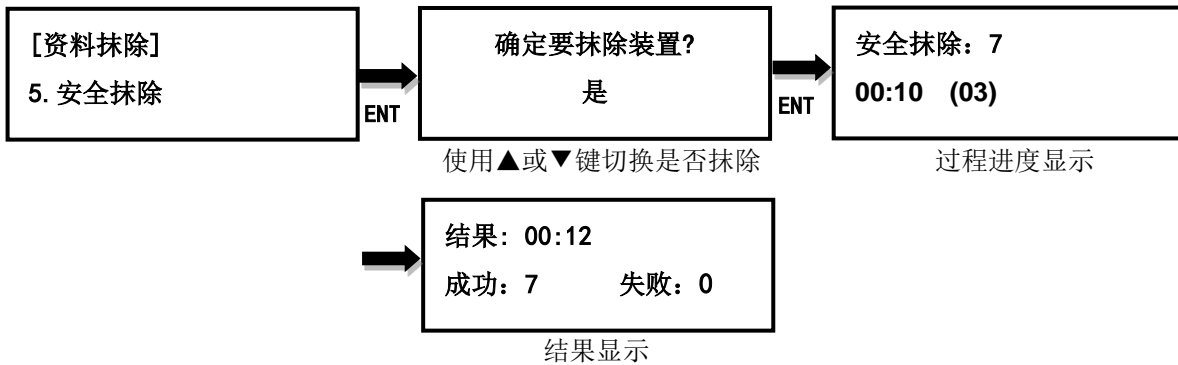 [资料抹除]
5.安全抹除
ENT
确定要抹除装置?
是
ENT
安全抹除：7
00:10 (03)
使用▲或▼键切换是否抹除
过程进度显示
结果: 00:12
成功：7 失败：0
结果显示